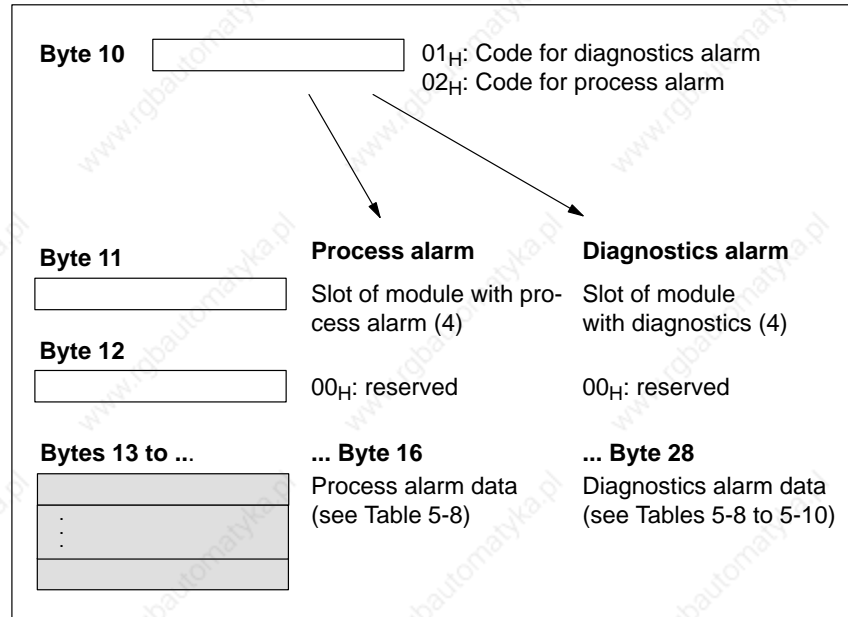 Byte 10
01H: Code for diagnostics alarm
02H: Code for process alarm
Byte 11
Process alarm
Diagnostics alarm
Slot of module with pro-
cess alarm (4)
Slot of module
with diagnostics (4)
Byte 12
00H: reserved
00H: reserved
Bytes 13 to ...
... Byte 16
... Byte 28
Process alarm data
(see Table 5-8)
Diagnostics alarm data
(see Tables 5-8 to 5-10)
.
.
.
www.rgbautomatyka.pl